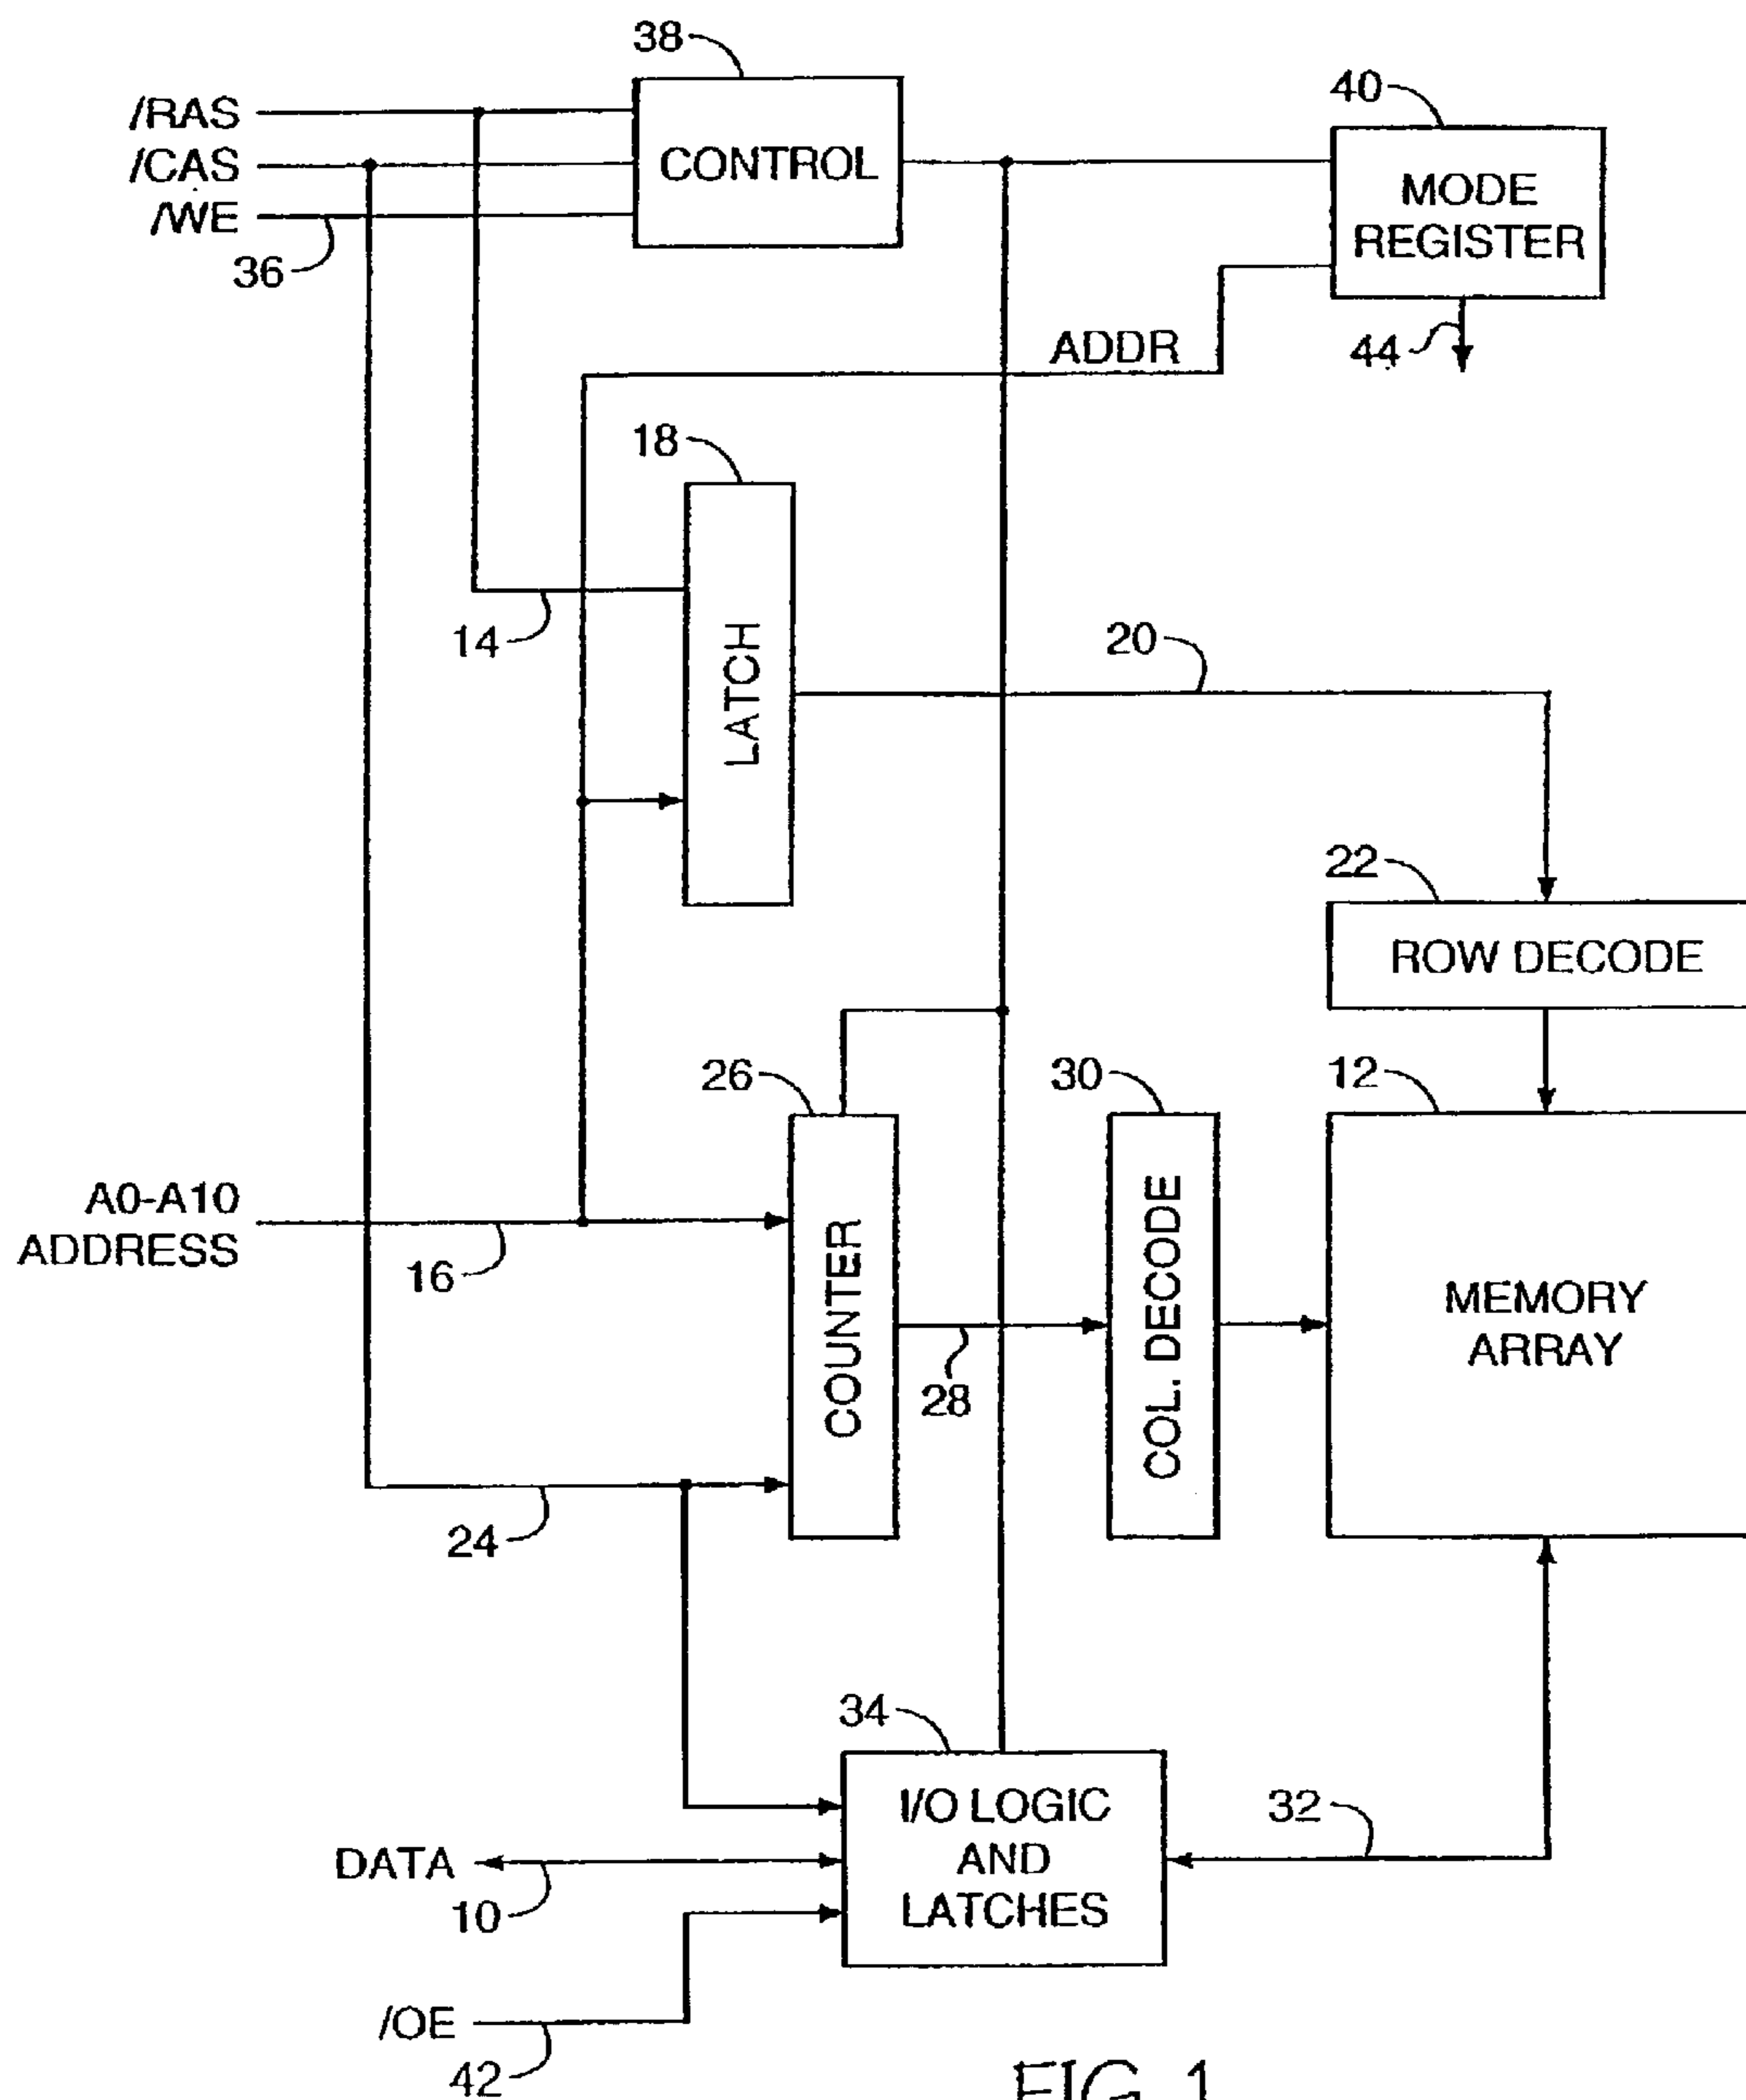 38
40
/RAS
/CAS
/WE
CONTROL
MODE
REGISTER
36
ADDR
44
18
14
LATCH
20
22
ROW DECODE
26
30
12
A0-A10
ADDRESS
16
COUNTER
28
COL. DECODE
MEMORY
ARRAY
24
34
I/O LOGIC
AND
LATCHES
32
DATA
10
/OE
42
FIG. 1